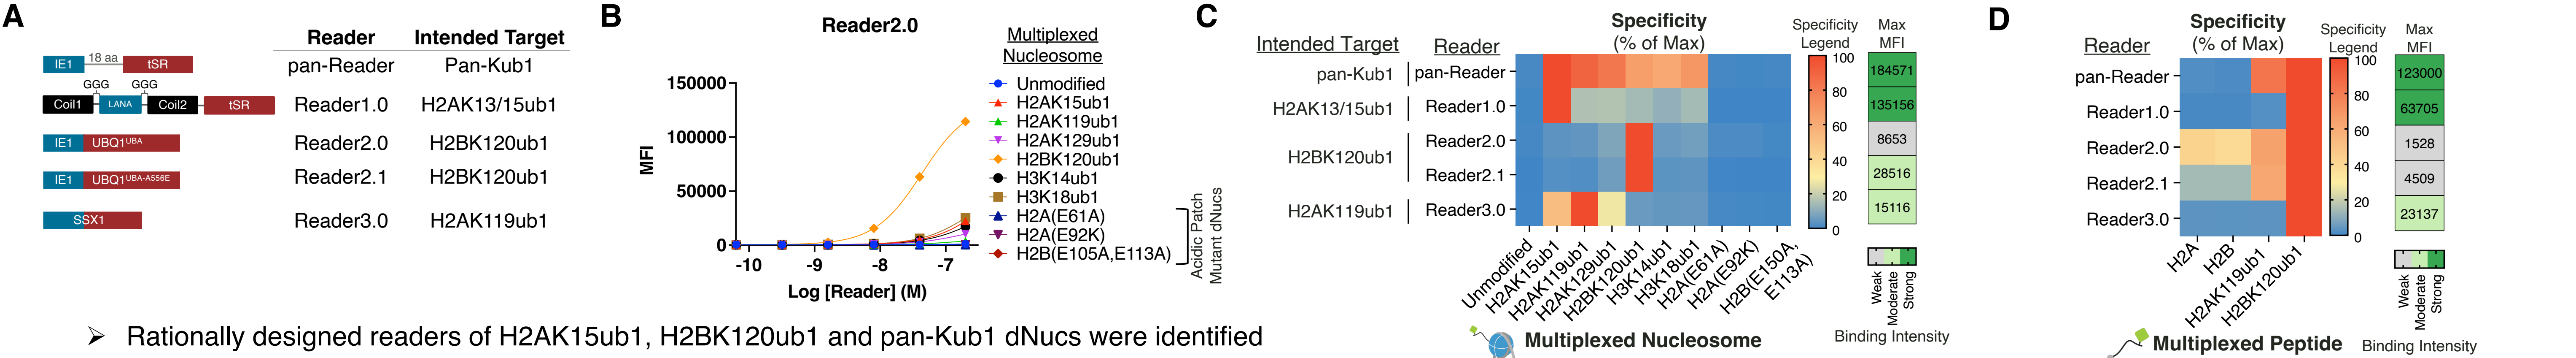 A
Reader Intended Target
IE1 18 aa tSR pan-Reader Pan-Kub1
GGG GGG
Coil1 LANA Coil2 tSR Reader1.0 H2AK13/15ub1
IE1 UBQ1UBA Reader2.0 H2BK120ub1
IE1 UBQ1UBA-A556E Reader2.1 H2BK120ub1
SSX1 Reader3.0 H2AK119ub1
B
Reader2.0
MFI
150000
100000
50000
0
-10 -9 -8 -7
Log [Reader] (M)
Multiplexed
Nucleosome
Unmodified
H2AK15ub1
H2AK119ub1
H2AK129ub1
H2BK120ub1
H3K14ub1
H3K18ub1
H2A(E61A)
H2A(E92K)
H2B(E105A,E113A)
Acidic Patch
Mutant dNucs
C
Specificity
(% of Max)
Intended Target Reader
pan-Kub1 pan-Reader
H2AK13/15ub1 Reader1.0
H2BK120ub1 Reader2.0
Reader2.1
H2AK119ub1 Reader3.0
Unmodified
H2AK15ub1
H2AK119ub1
H2AK129ub1
H2BK120ub1
H3K14ub1
H3K18ub1
H2A(E61A)
H2A(E92K)
H2B(E150A,
E113A)
Specificity
Legend
100
80
60
40
20
0
Max
MFI
184571
135156
8653
28516
15116
Weak
Moderate
Strong
Binding Intensity
Multiplexed Nucleosome
D
Specificity
(% of Max)
Reader
pan-Reader
Reader1.0
Reader2.0
Reader2.1
Reader3.0
H2A
H2B
H2AK119ub1
H2BK120ub1
Specificity
Legend
100
80
60
40
20
0
Max
MFI
123000
63705
1528
4509
23137
Weak
Moderate
Strong
Binding Intensity
Multiplexed Peptide
➢ Rationally designed readers of H2AK15ub1, H2BK120ub1 and pan-Kub1 dNucs were identified